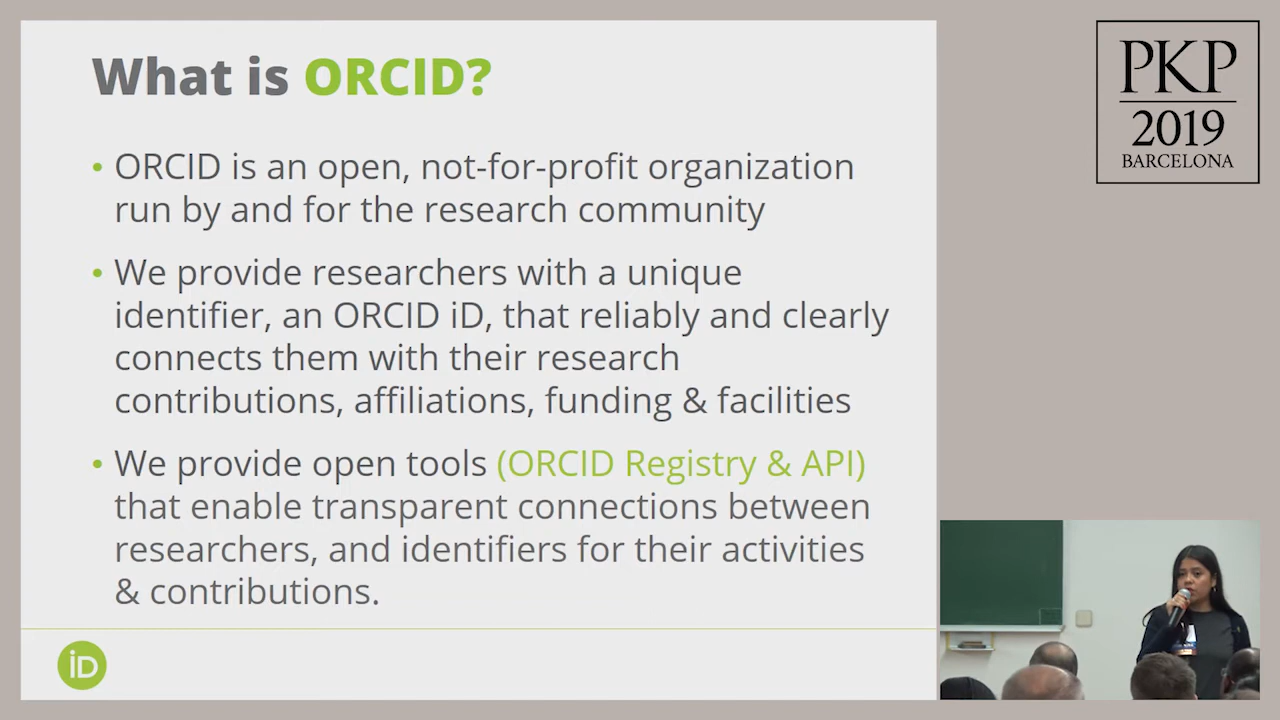 What is ORCID?
• ORCID is an open, not-for-profit organization
run by and for the research community
• We provide researchers with a unique
identifier, an ORCID iD, that reliably and clearly
connects them with their research
contributions, affiliations, funding & facilities
• We provide open tools (ORCID Registry & API)
that enable transparent connections between
researchers, and identifiers for their activities
& contributions.
iD
PKP
2019
BARCELONA